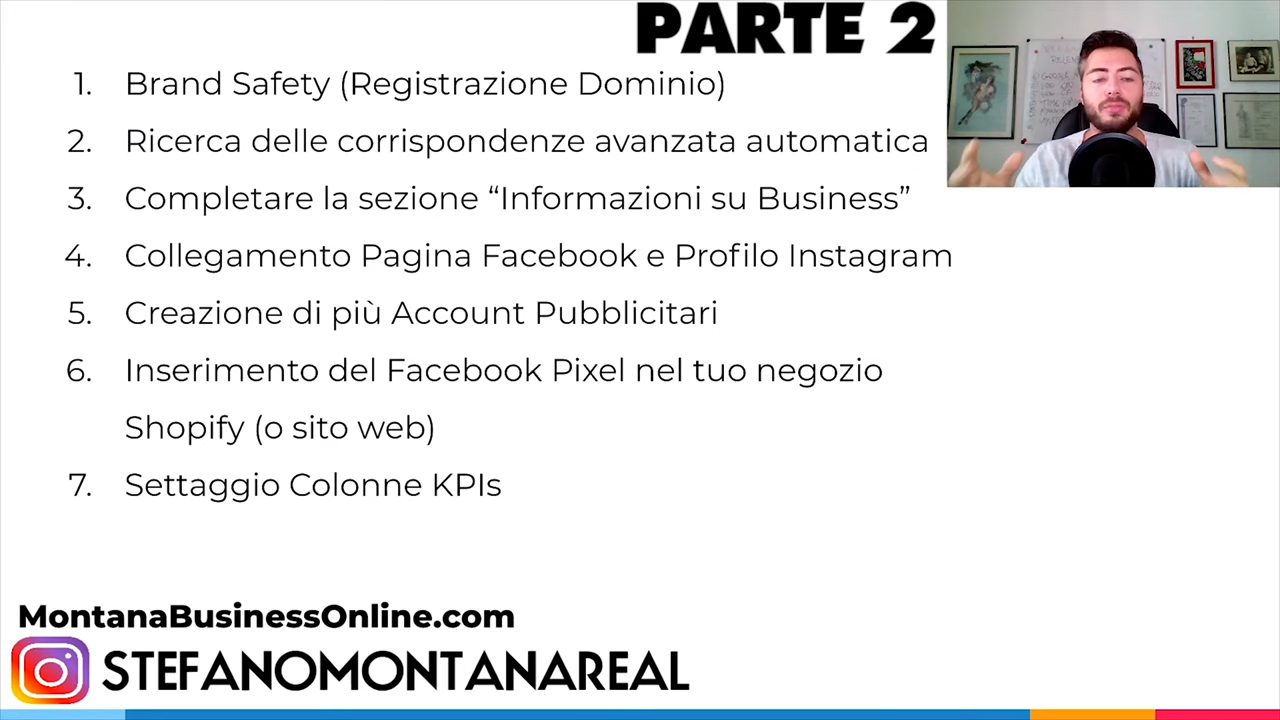 PARTE 2
1. Brand Safety (Registrazione Dominio)
2. Ricerca delle corrispondenze avanzata automatica
3. Completare la sezione “Informazioni su Business”
4. Collegamento Pagina Facebook e Profilo Instagram
5. Creazione di più Account Pubblicitari
6. Inserimento del Facebook Pixel nel tuo negozio
Shopify (o sito web)
7. Settaggio Colonne KPIs
MontanaBusinessOnline.com
STEFANOMONTANAREAL